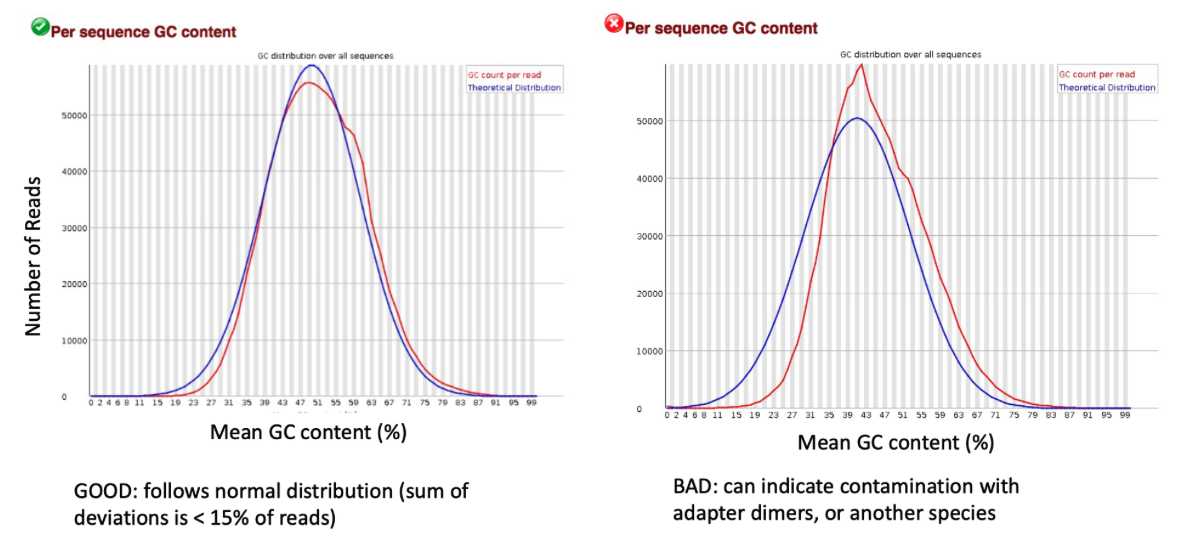 Per sequence GC content
GC distribution over all sequences
GC count per read
Theoretical Distribution
50000
40000
30000
20000
10000
0
0 2 4 6 8 11 15 19 23 27 31 35 39 43 47 51 55 59 63 67 71 75 79 83 87 91 95 99
Number of Reads
Mean GC content (%)
GOOD: follows normal distribution (sum of
deviations is < 15% of reads)
Per sequence GC content
GC distribution over all sequences
GC count per read
Theoretical Distribution
50000
40000
30000
20000
10000
0
0 2 4 6 8 11 15 19 23 27 31 35 39 43 47 51 55 59 63 67 71 75 79 83 87 91 95 99
Mean GC content (%)
BAD: can indicate contamination with
adapter dimers, or another species